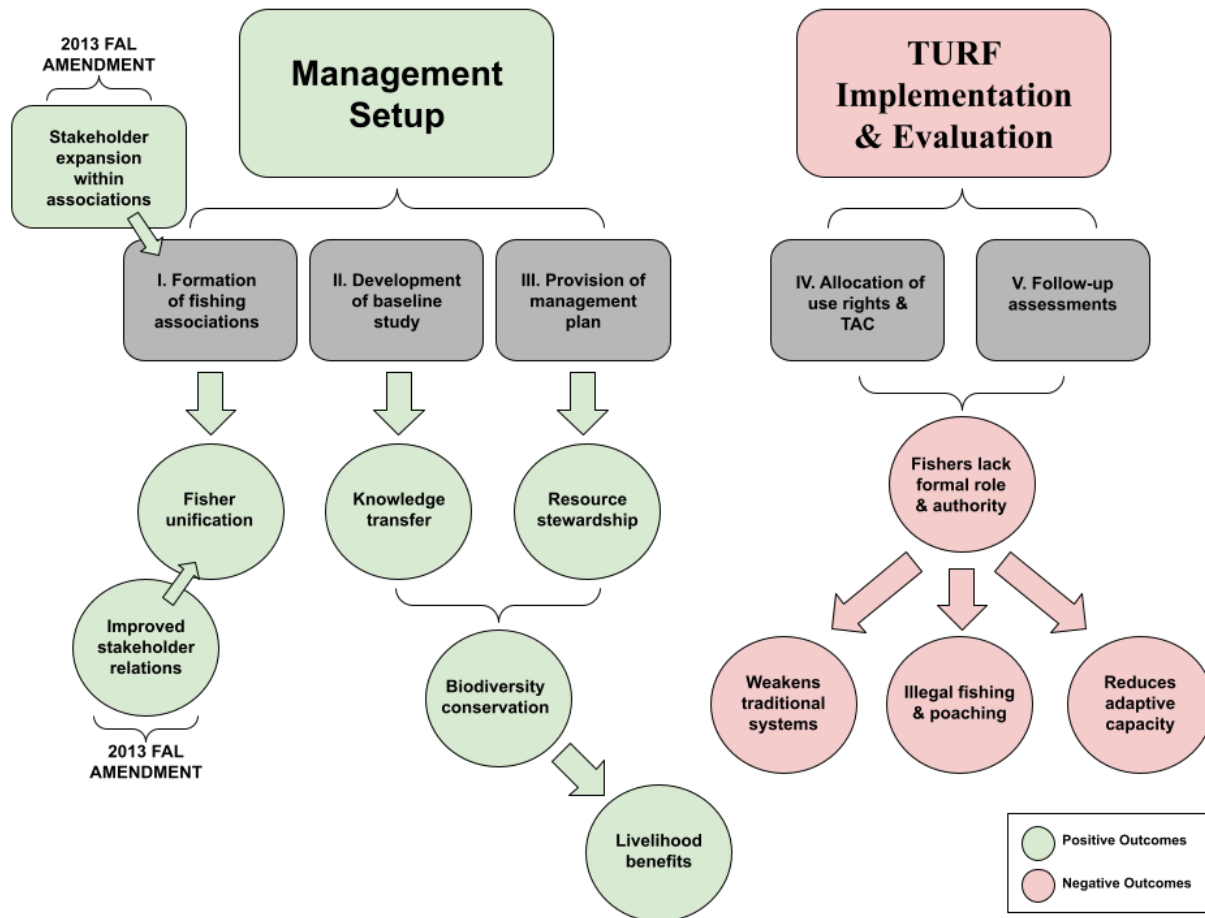 2013 FAL
AMENDMENT
Stakeholder
expansion
within
associations
Management
Setup
TURF
Implementation
& Evaluation
I. Formation
of fishing
associations
II. Development
of baseline
study
III. Provision of
management
plan
IV. Allocation of
use rights &
TAC
V. Follow-up
assessments
Fisher
unification
Knowledge
transfer
Resource
stewardship
Fishers lack
formal role
& authority
Improved
stakeholder
relations
2013 FAL
AMENDMENT
Biodiversity
conservation
Livelihood
benefits
Weakens
traditional
systems
Illegal fishing
& poaching
Reduces
adaptive
capacity
Positive Outcomes
Negative Outcomes